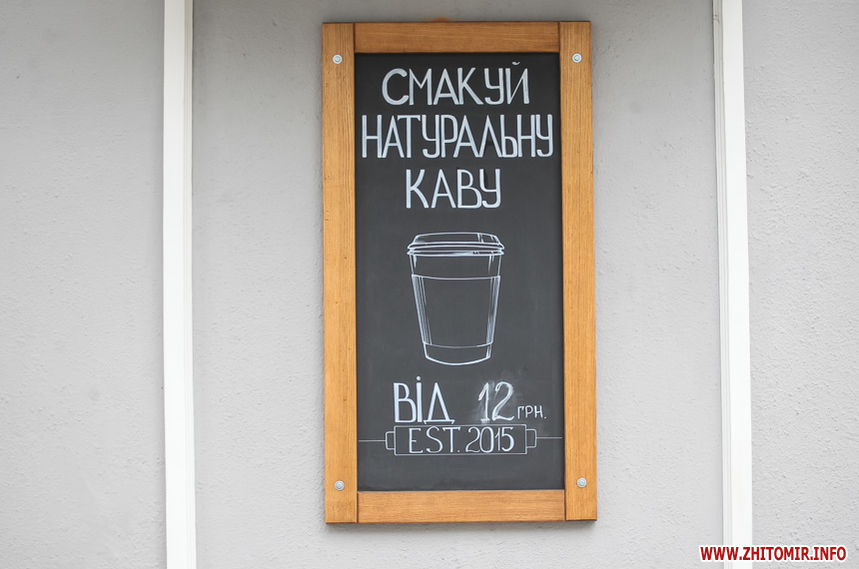 СМАКУЙ
НАТУРАЛЬНУ
КАВУ
ВІД 12 ГРН.
EST. 2015
WWW.ZHITOMIR.INFO